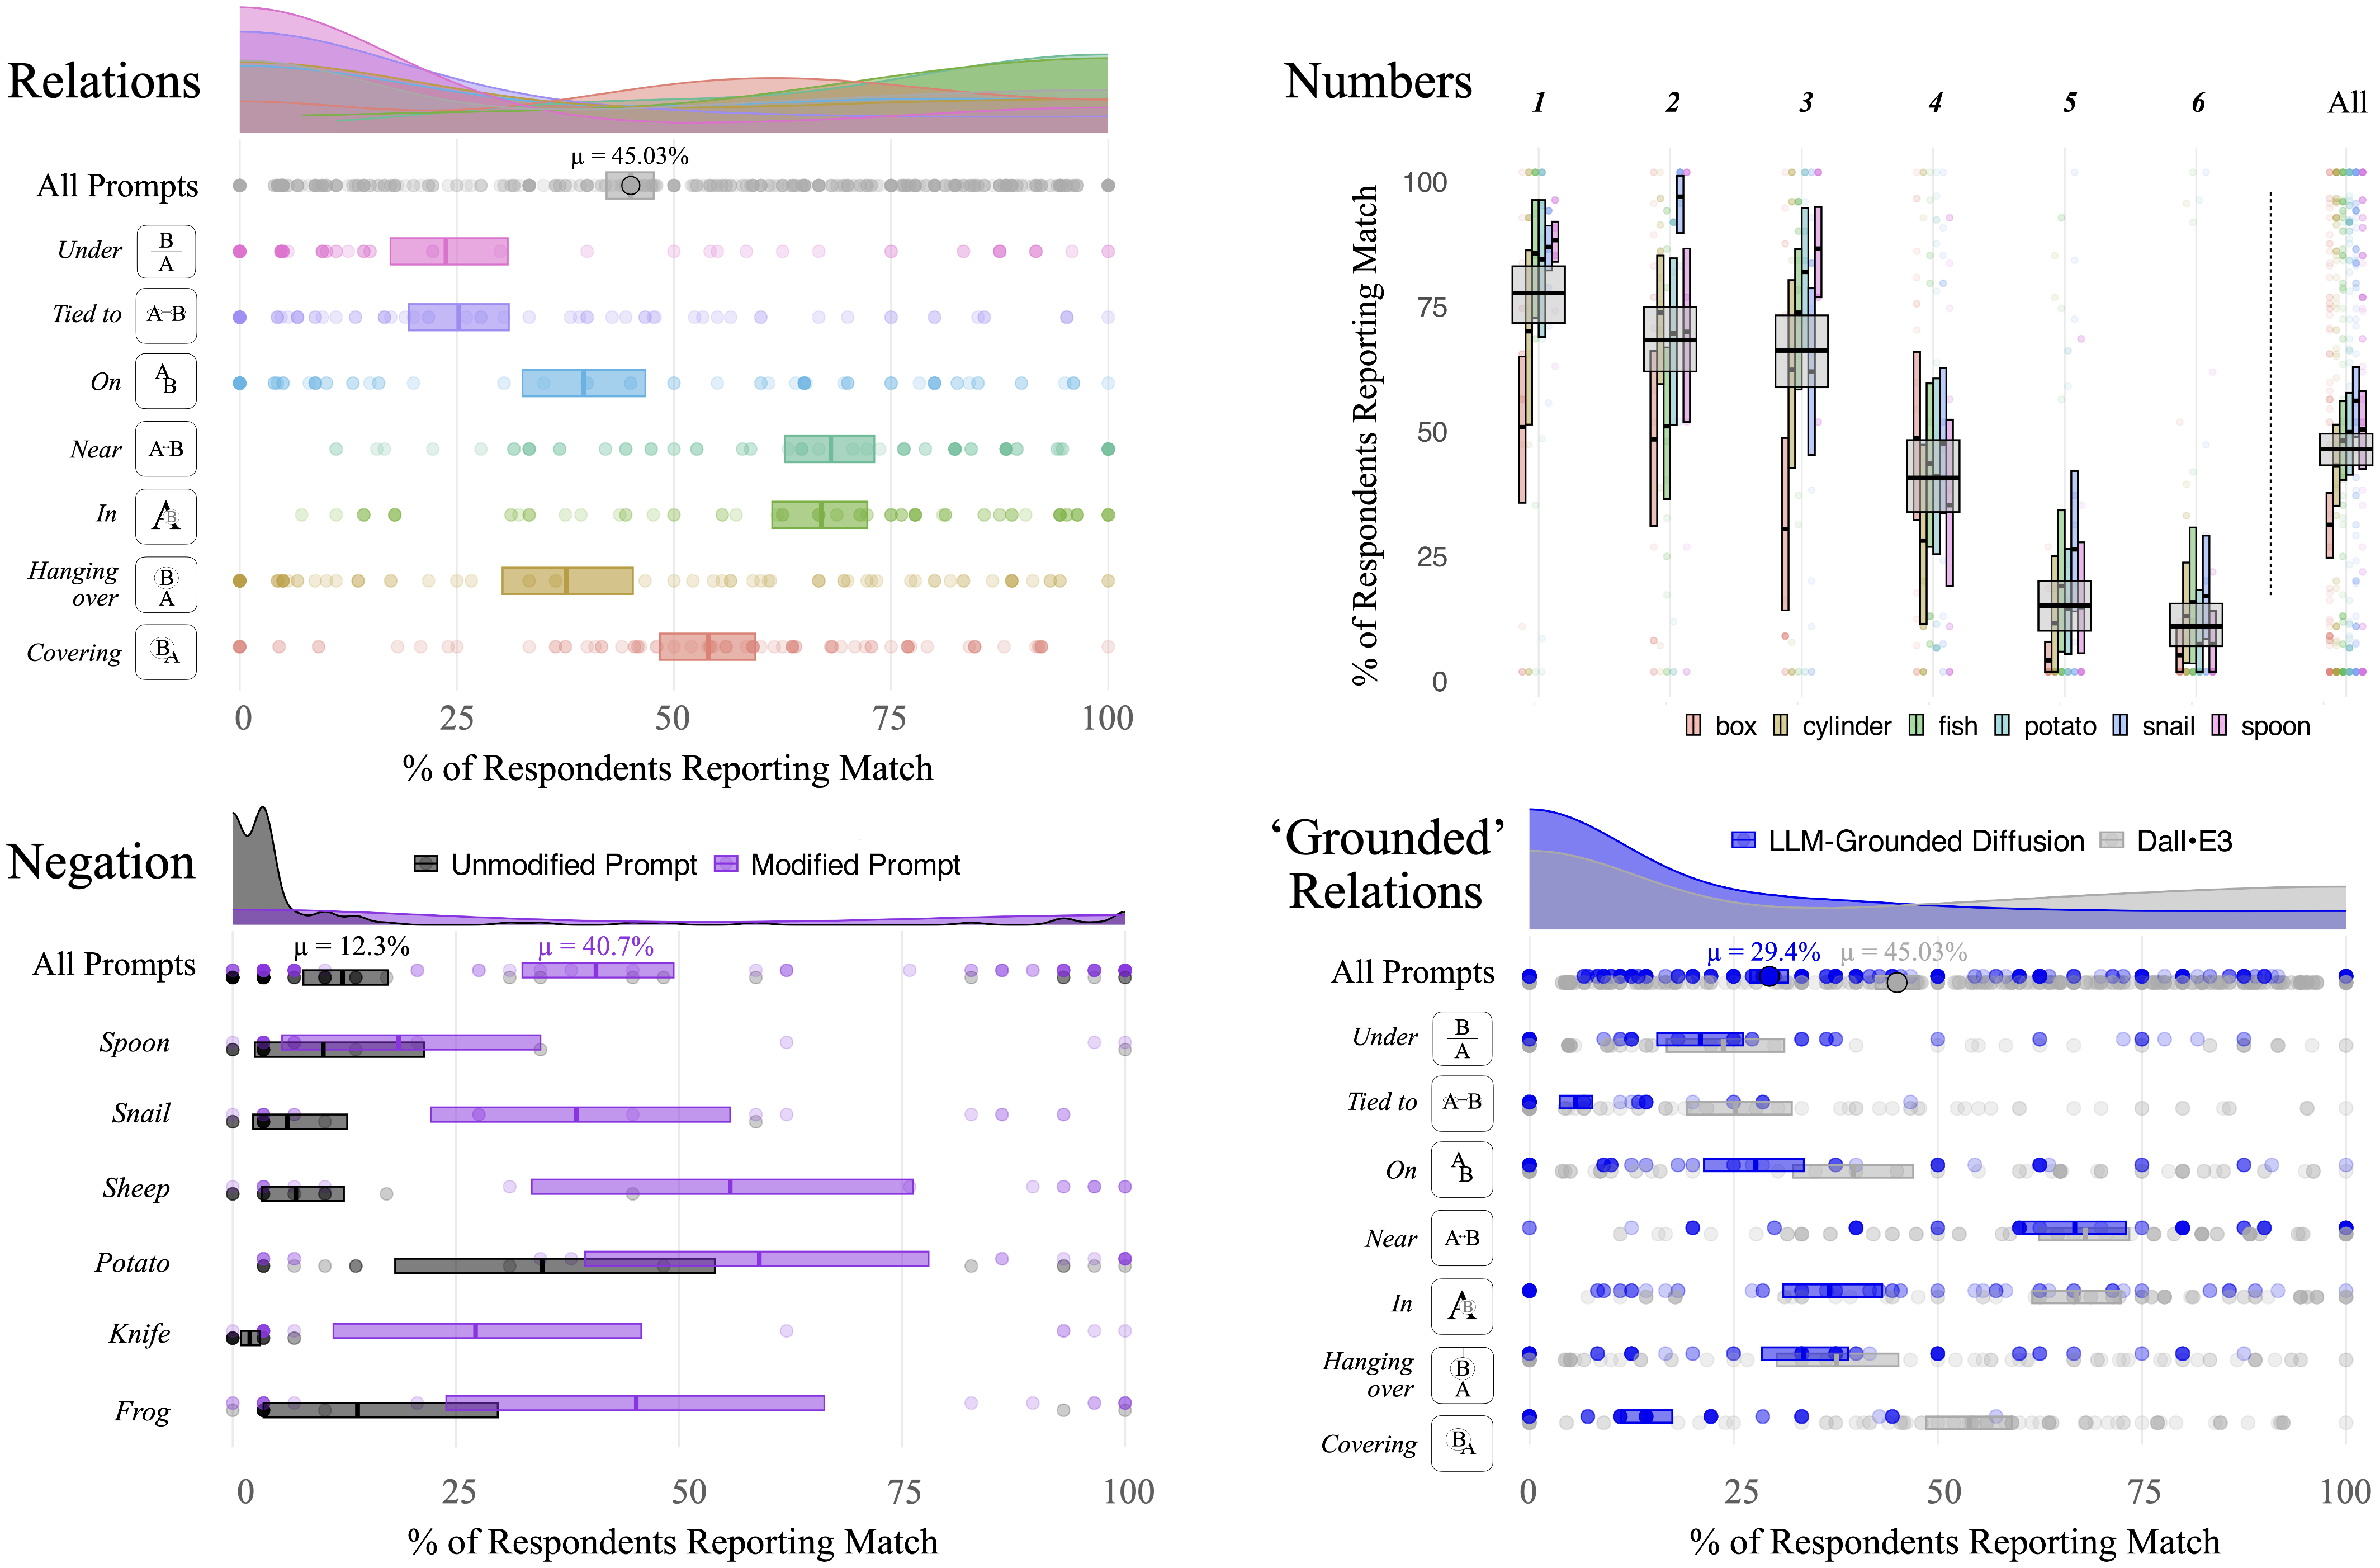 Relations
All Prompts
μ = 45.03%
Under
B
A
Tied to
A B
On
A
B
Near
A-B
In
A
B
Hanging
over
B
A
Covering
B
A
0 25 50 75 100
% of Respondents Reporting Match
Numbers
1 2 3 4 5 6 All
% of Respondents Reporting Match
100
75
50
25
0
box cylinder fish potato snail spoon
Negation
Unmodified Prompt Modified Prompt
All Prompts
μ = 12.3% μ = 40.7%
Spoon
Snail
Sheep
Potato
Knife
Frog
0 25 50 75 100
% of Respondents Reporting Match
‘Grounded’
Relations
LLM-Grounded Diffusion Dall•E3
All Prompts
μ = 29.4% μ = 45.03%
Under
B
A
Tied to
A B
On
A
B
Near
A-B
In
A
B
Hanging
over
B
A
Covering
B
A
0 25 50 75 100
% of Respondents Reporting Match